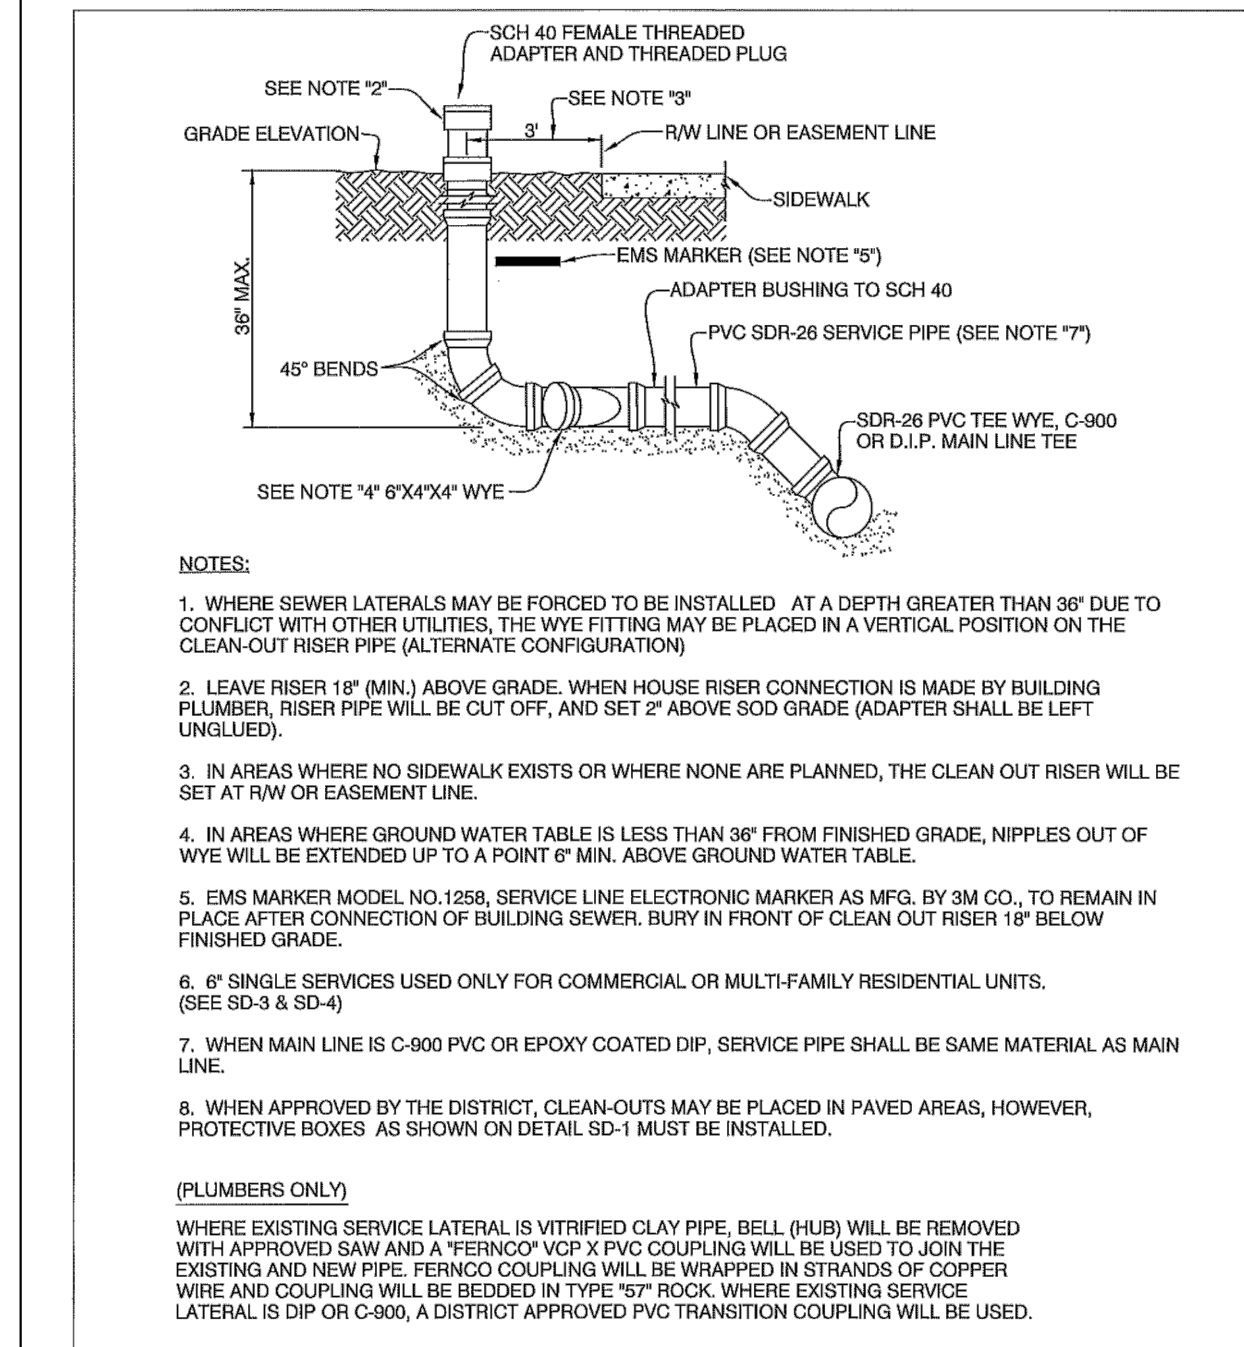 SCH 40 FEMALE THREADED
ADAPTER AND THREADED PLUG
SEE NOTE "2"
SEE NOTE "3"
GRADE ELEVATION
3'
R/W LINE OR EASEMENT LINE
SIDEWALK
EMS MARKER (SEE NOTE "5")
36" MAX.
ADAPTER BUSHING TO SCH 40
PVC SDR-26 SERVICE PIPE (SEE NOTE "7")
45° BENDS
SDR-26 PVC TEE WYE, C-900
OR D.I.P. MAIN LINE TEE
SEE NOTE "4" 6"X4"X4" WYE
NOTES:
1. WHERE SEWER LATERALS MAY BE FORCED TO BE INSTALLED AT A DEPTH GREATER THAN 36" DUE TO
CONFLICT WITH OTHER UTILITIES, THE WYE FITTING MAY BE PLACED IN A VERTICAL POSITION ON THE
CLEAN-OUT RISER PIPE (ALTERNATE CONFIGURATION)
2. LEAVE RISER 18" (MIN.) ABOVE GRADE. WHEN HOUSE RISER CONNECTION IS MADE BY BUILDING
PLUMBER, RISER PIPE WILL BE CUT OFF, AND SET 2" ABOVE SOD GRADE (ADAPTER SHALL BE LEFT
UNGLUED).
3. IN AREAS WHERE NO SIDEWALK EXISTS OR WHERE NONE ARE PLANNED, THE CLEAN OUT RISER WILL BE
SET AT R/W OR EASEMENT LINE.
4. IN AREAS WHERE GROUND WATER TABLE IS LESS THAN 36" FROM FINISHED GRADE, NIPPLES OUT OF
WYE WILL BE EXTENDED UP TO A POINT 6" MIN. ABOVE GROUND WATER TABLE.
5. EMS MARKER MODEL NO.1258, SERVICE LINE ELECTRONIC MARKER AS MFG. BY 3M CO., TO REMAIN IN
PLACE AFTER CONNECTION OF BUILDING SEWER. BURY IN FRONT OF CLEAN OUT RISER 18" BELOW
FINISHED GRADE.
6. 6" SINGLE SERVICES USED ONLY FOR COMMERCIAL OR MULTI-FAMILY RESIDENTIAL UNITS.
(SEE SD-3 & SD-4)
7. WHEN MAIN LINE IS C-900 PVC OR EPOXY COATED DIP, SERVICE PIPE SHALL BE SAME MATERIAL AS MAIN
LINE.
8. WHEN APPROVED BY THE DISTRICT, CLEAN-OUTS MAY BE PLACED IN PAVED AREAS, HOWEVER,
PROTECTIVE BOXES AS SHOWN ON DETAIL SD-1 MUST BE INSTALLED.
(PLUMBERS ONLY)
WHERE EXISTING SERVICE LATERAL IS VITRIFIED CLAY PIPE, BELL (HUB) WILL BE REMOVED
WITH APPROVED SAW AND A "FERNCO" VCP X PVC COUPLING WILL BE USED TO JOIN THE
EXISTING AND NEW PIPE. FERNCO COUPLING WILL BE WRAPPED IN STRANDS OF COPPER
WIRE AND COUPLING WILL BE BEDDED IN TYPE "57" ROCK. WHERE EXISTING SERVICE
LATERAL IS DIP OR C-900, A DISTRICT APPROVED PVC TRANSITION COUPLING WILL BE USED.